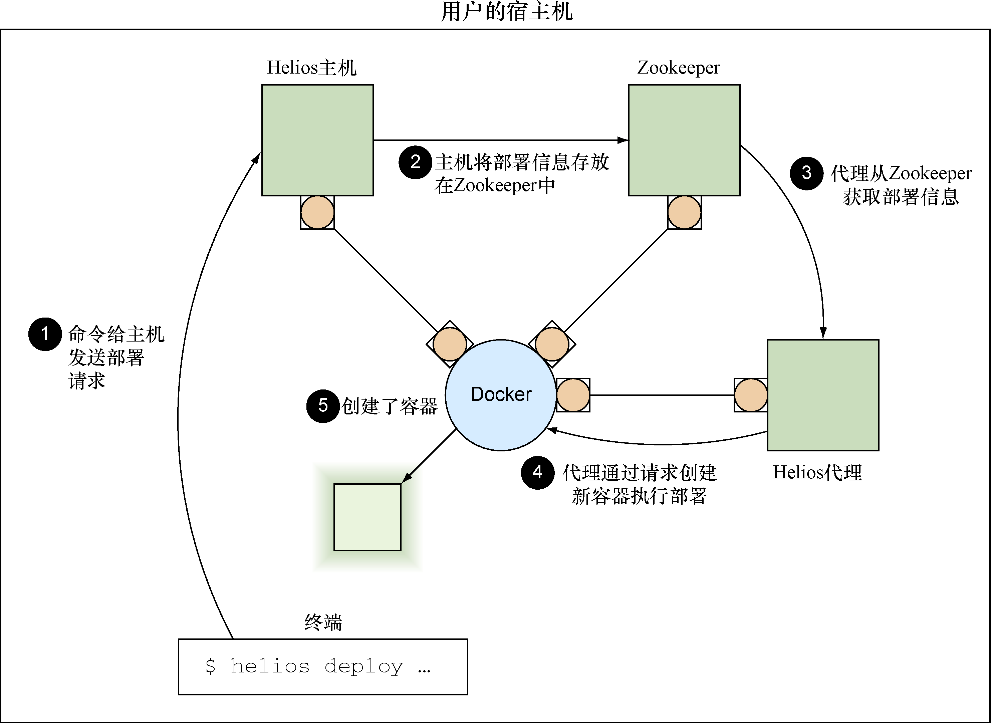 用户的宿主机
Helios主机
Zookeeper
2 主机将部署信息存放
在Zookeeper中
3 代理从Zookeeper
获取部署信息
1 命令给主机
发送部署
请求
Docker
5 创建了容器
4 代理通过请求创建
新容器执行部署
Helios代理
终端
$ helios deploy …